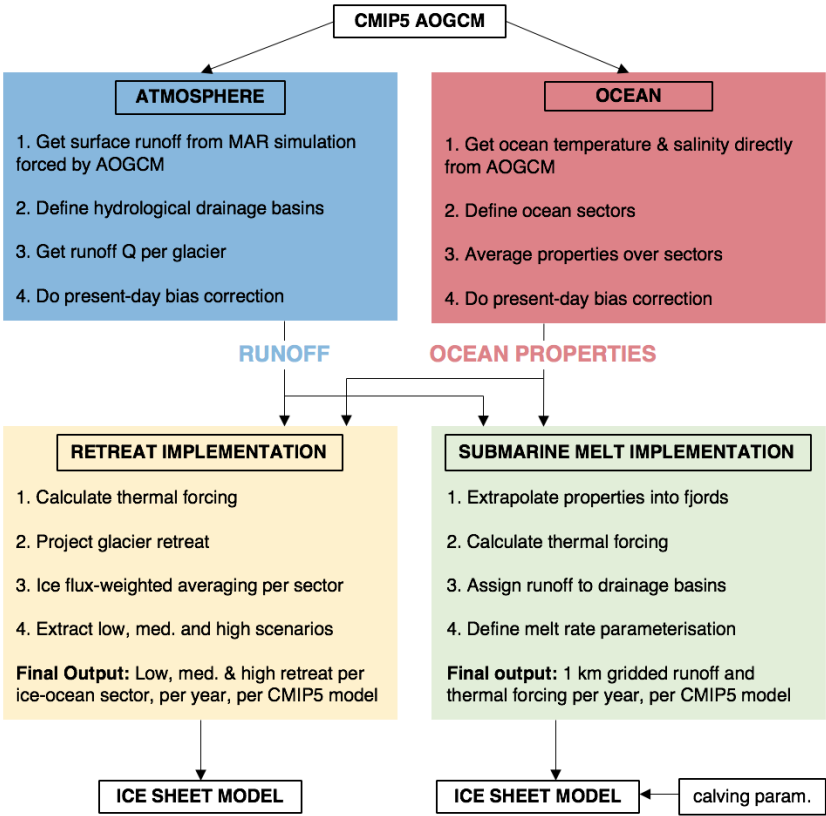 CMIP5 AOGCM
ATMOSPHERE
1. Get surface runoff from MAR simulation
forced by AOGCM
2. Define hydrological drainage basins
3. Get runoff Q per glacier
4. Do present-day bias correction
OCEAN
1. Get ocean temperature & salinity directly
from AOGCM
2. Define ocean sectors
3. Average properties over sectors
4. Do present-day bias correction
RUNOFF
OCEAN PROPERTIES
RETREAT IMPLEMENTATION
1. Calculate thermal forcing
2. Project glacier retreat
3. Ice flux-weighted averaging per sector
4. Extract low, med. and high scenarios
Final Output: Low, med. & high retreat per
ice-ocean sector, per year, per CMIP5 model
SUBMARINE MELT IMPLEMENTATION
1. Extrapolate properties into fjords
2. Calculate thermal forcing
3. Assign runoff to drainage basins
4. Define melt rate parameterisation
Final output: 1 km gridded runoff and
thermal forcing per year, per CMIP5 model
ICE SHEET MODEL
ICE SHEET MODEL
calving param.